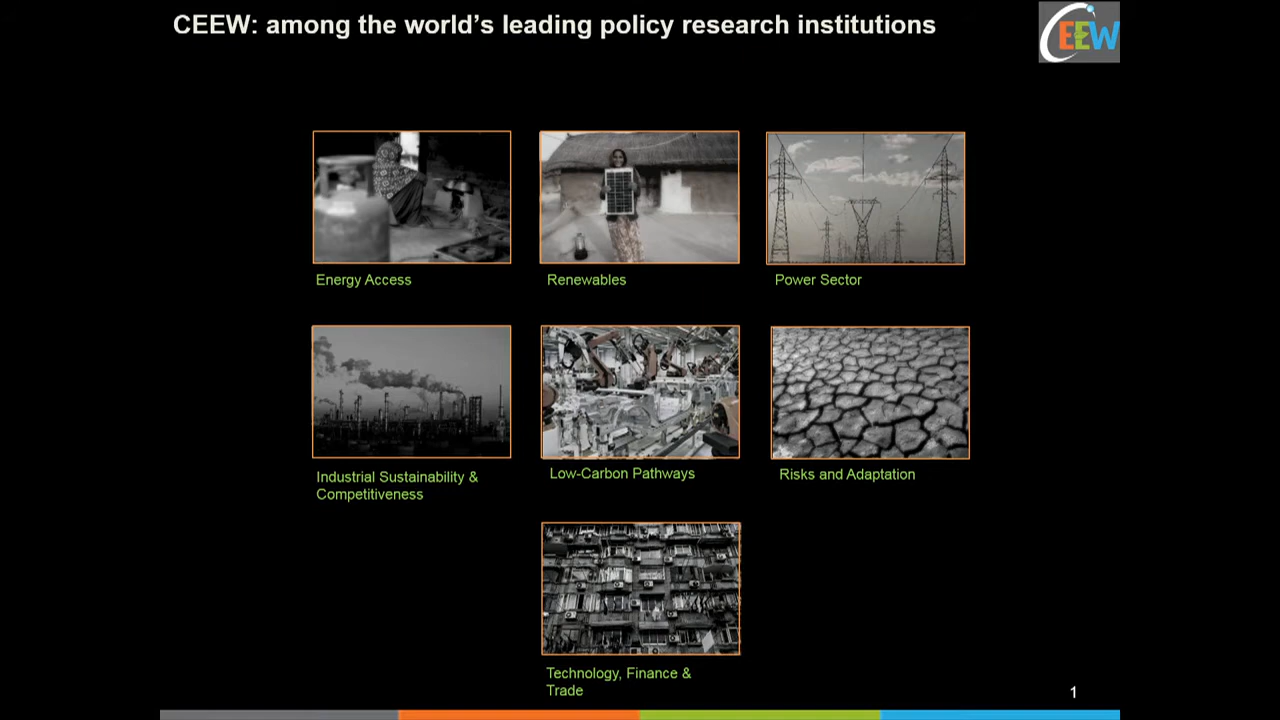 CEEW: among the world's leading policy research institutions
CEEW
Energy Access
Renewables
Power Sector
Industrial Sustainability &
Competitiveness
Low-Carbon Pathways
Risks and Adaptation
Technology, Finance &
Trade
1